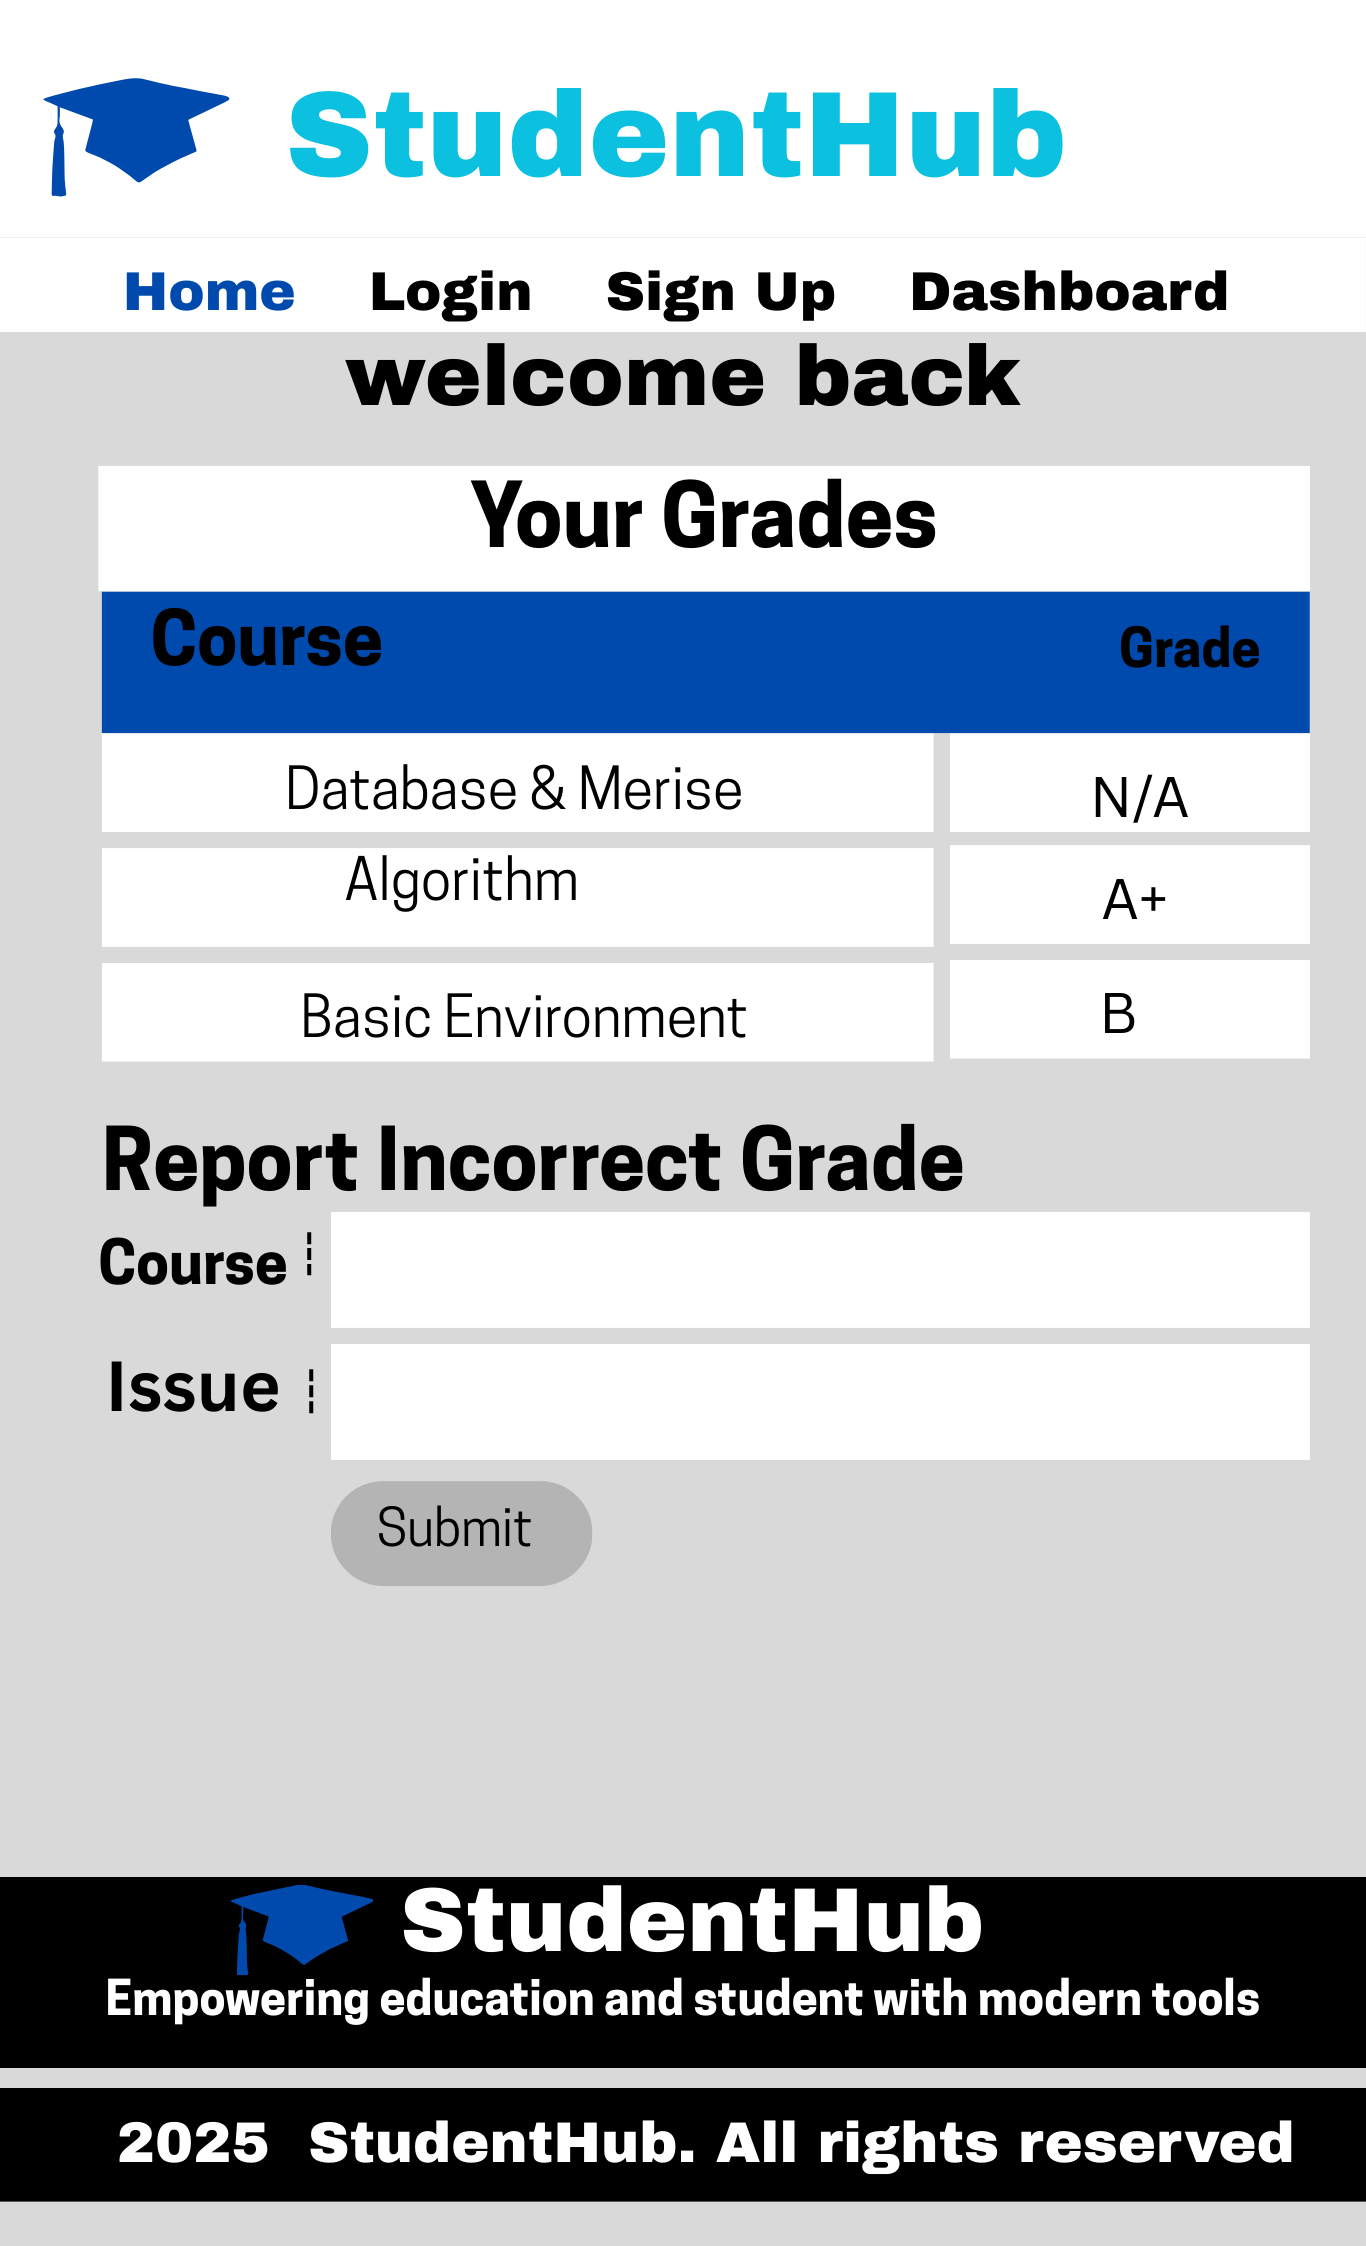 StudentHub
Home Login Sign Up Dashboard
welcome back
Your Grades
Course Grade
Database & Merise N/A
Algorithm A+
Basic Environment B
Report Incorrect Grade
Course
Issue
Submit
StudentHub
Empowering education and student with modern tools
2025 StudentHub. All rights reserved